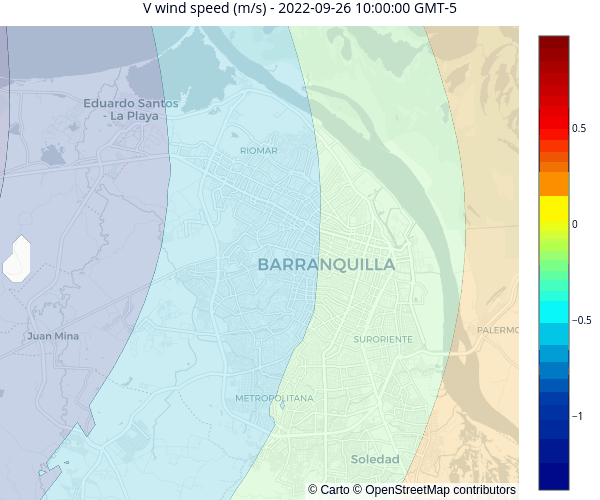 V wind speed (m/s) - 2022-09-26 10:00:00 GMT-5
Eduardo Santos
- La Playa
RIOMAR
BARRANQUILLA
Juan Mina
SURORIENTE
PALERMO
METROPOLITANA
Soledad
© Carto © OpenStreetMap contributors
0.5
0
−0.5
−1